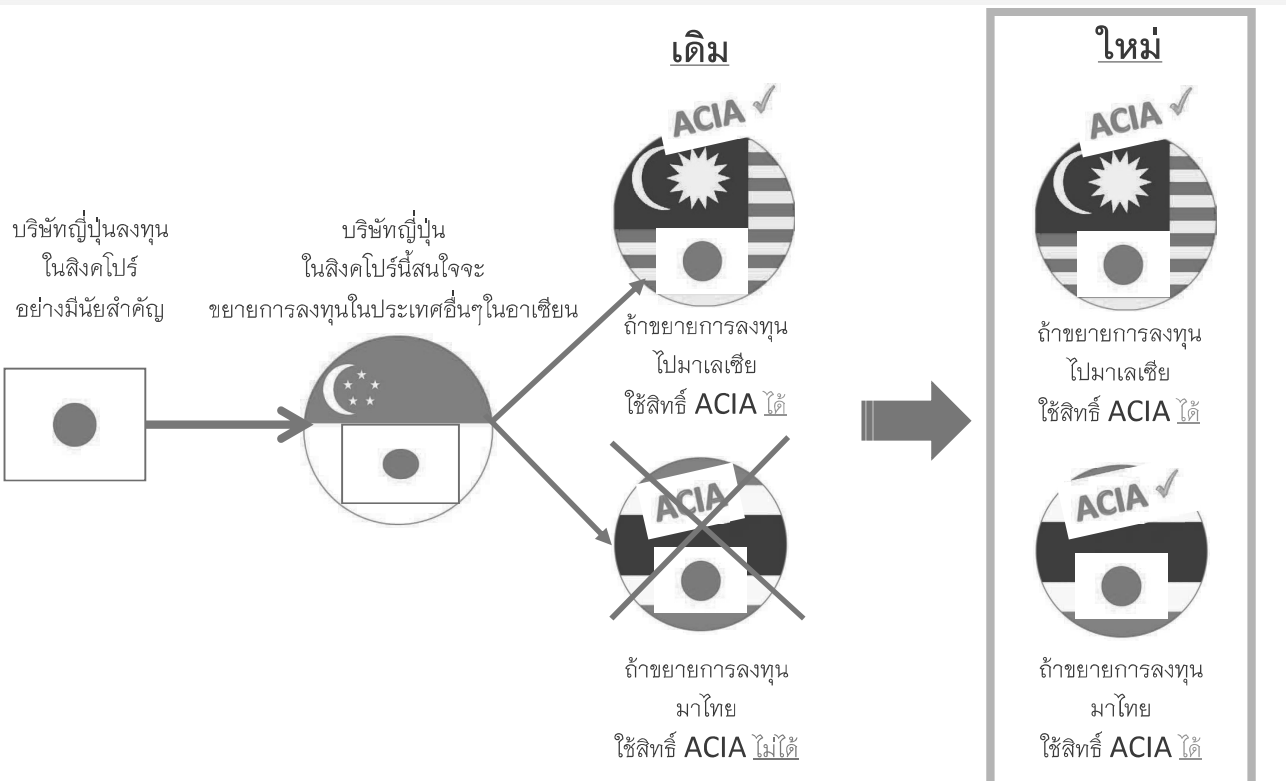 บริษัทญี่ปุ่นลงทุน
ในสิงคโปร์
อย่างมีนัยสำคัญ
บริษัทญี่ปุ่น
ในสิงคโปร์นี้สนใจจะ
ขยายการลงทุนในประเทศอื่นๆในอาเซียน
เดิม
ACIA
ถ้าขยายการลงทุน
ไปมาเลเซีย
ใช้สิทธิ์ ACIA ได้
ACIA
ถ้าขยายการลงทุน
มาไทย
ใช้สิทธิ์ ACIA ไม่ได้
ใหม่
ACIA
ถ้าขยายการลงทุน
ไปมาเลเซีย
ใช้สิทธิ์ ACIA ได้
ACIA
ถ้าขยายการลงทุน
มาไทย
ใช้สิทธิ์ ACIA ได้